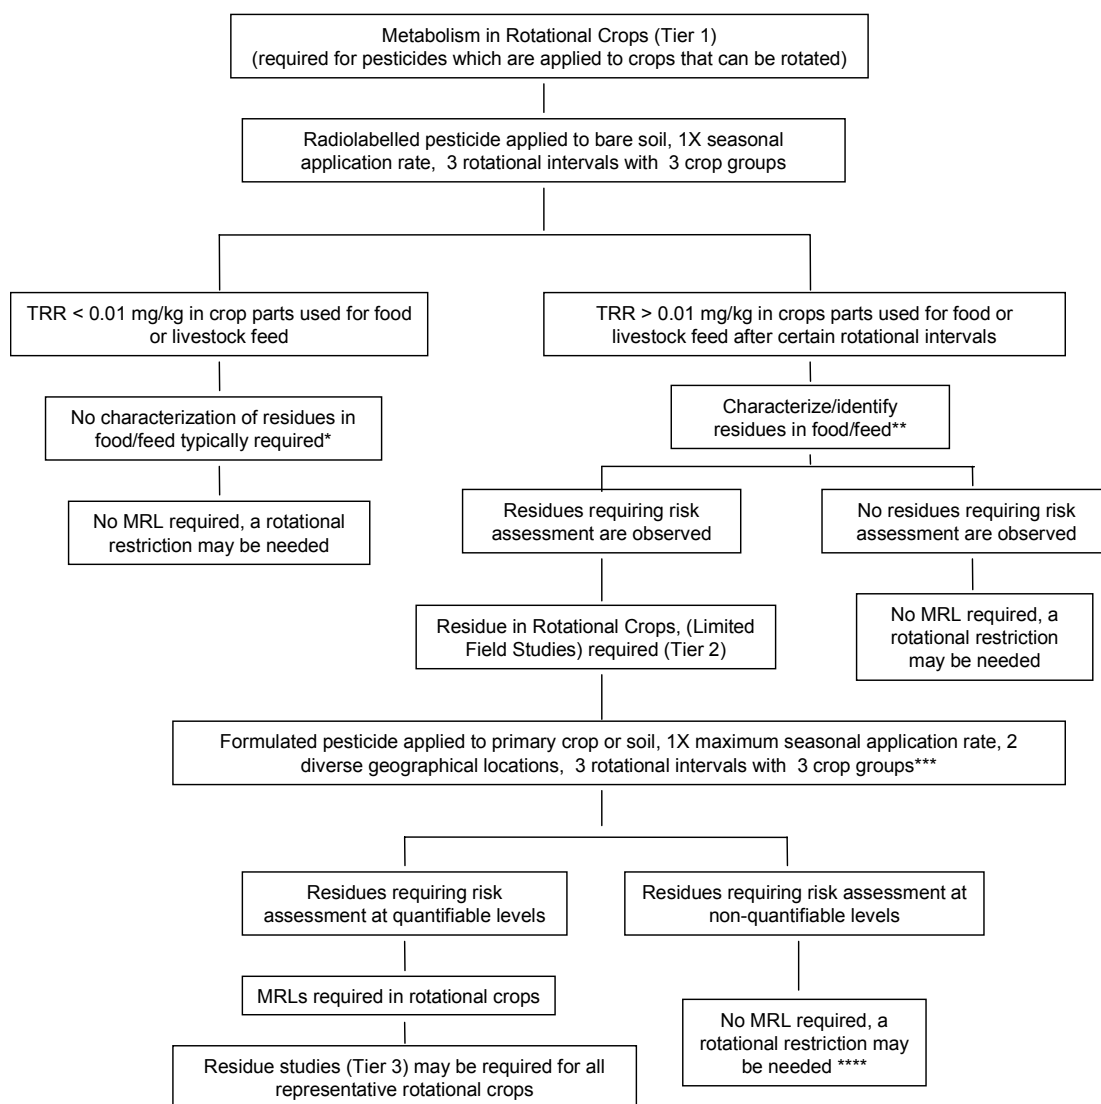 Metabolism in Rotational Crops (Tier 1)
(required for pesticides which are applied to crops that can be rotated)
Radiolabelled pesticide applied to bare soil, 1X seasonal
application rate, 3 rotational intervals with 3 crop groups
TRR < 0.01 mg/kg in crop parts used for food
or livestock feed
TRR > 0.01 mg/kg in crops parts used for food or
livestock feed after certain rotational intervals
No characterization of residues in
food/feed typically required*
Characterize/identify
residues in food/feed**
No MRL required, a rotational
restriction may be needed
Residues requiring risk
assessment are observed
No residues requiring risk
assessment are observed
Residue in Rotational Crops, (Limited
Field Studies) required (Tier 2)
No MRL required, a
rotational restriction
may be needed
Formulated pesticide applied to primary crop or soil, 1X maximum seasonal application rate, 2
diverse geographical locations, 3 rotational intervals with 3 crop groups***
Residues requiring risk
assessment at quantifiable levels
Residues requiring risk assessment at
non-quantifiable levels
MRLs required in rotational crops
No MRL required, a
rotational restriction may
be needed ****
Residue studies (Tier 3) may be required for all
representative rotational crops